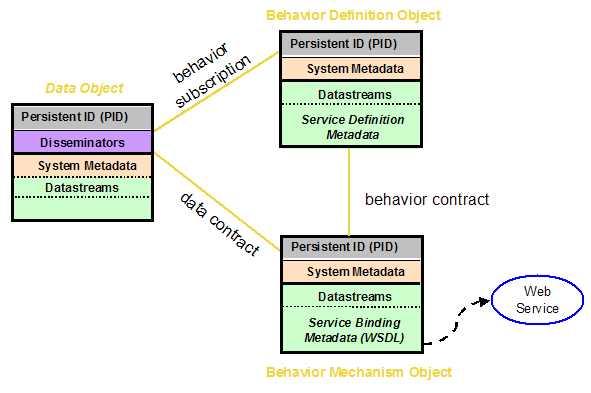 Behavior Definition Object
Persistent ID (PID)
System Metadata
Datastreams
Service Definition
Metadata
behavior
subscription
Data Object
Persistent ID (PID)
Disseminators
System Metadata
Datastreams
data contract
behavior contract
Persistent ID (PID)
System Metadata
Datastreams
Service Binding
Metadata (WSDL)
Behavior Mechanism Object
Web
Service